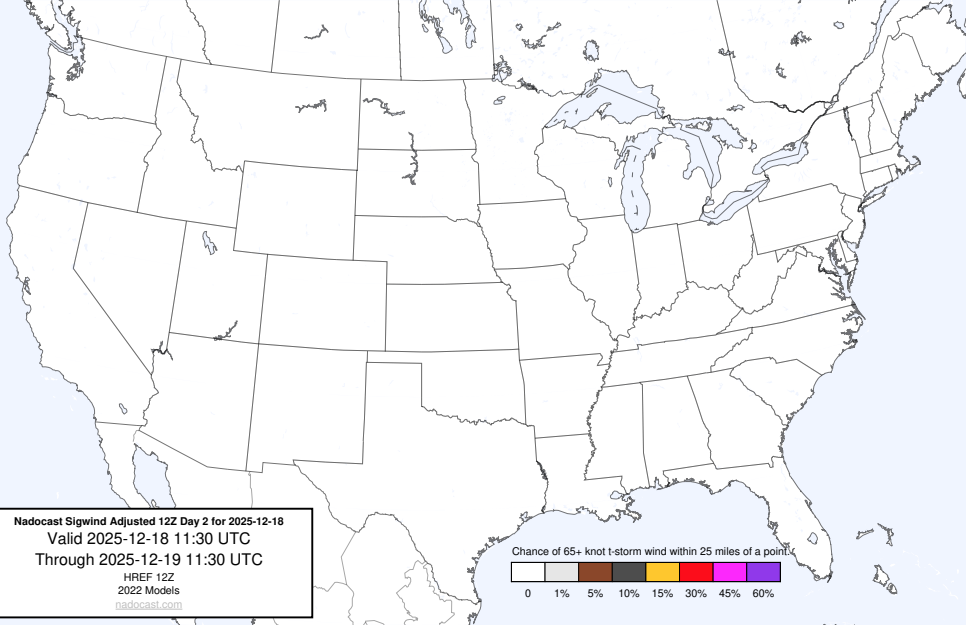 Nadocast Sigwind Adjusted 12Z Day 2 for 2025-12-18
Valid 2025-12-18 11:30 UTC
Through 2025-12-19 11:30 UTC
HREF 12Z
2022 Models
nadocast.com
Chance of 65+ knot t-storm wind within 25 miles of a point.
0 1% 5% 10% 15% 30% 45% 60%